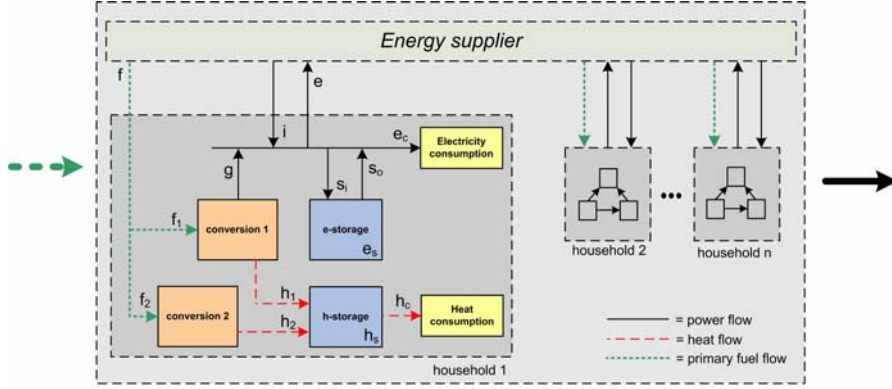 Energy supplier
f
i
e
e_c
Electricity
consumption
g
s_i
s_o
f_1
conversion 1
e-storage
e_s
f_2
conversion 2
h_1
h_2
h-storage
h_s
h_c
Heat
consumption
household 1
household 2
...
household n
= power flow
= heat flow
= primary fuel flow